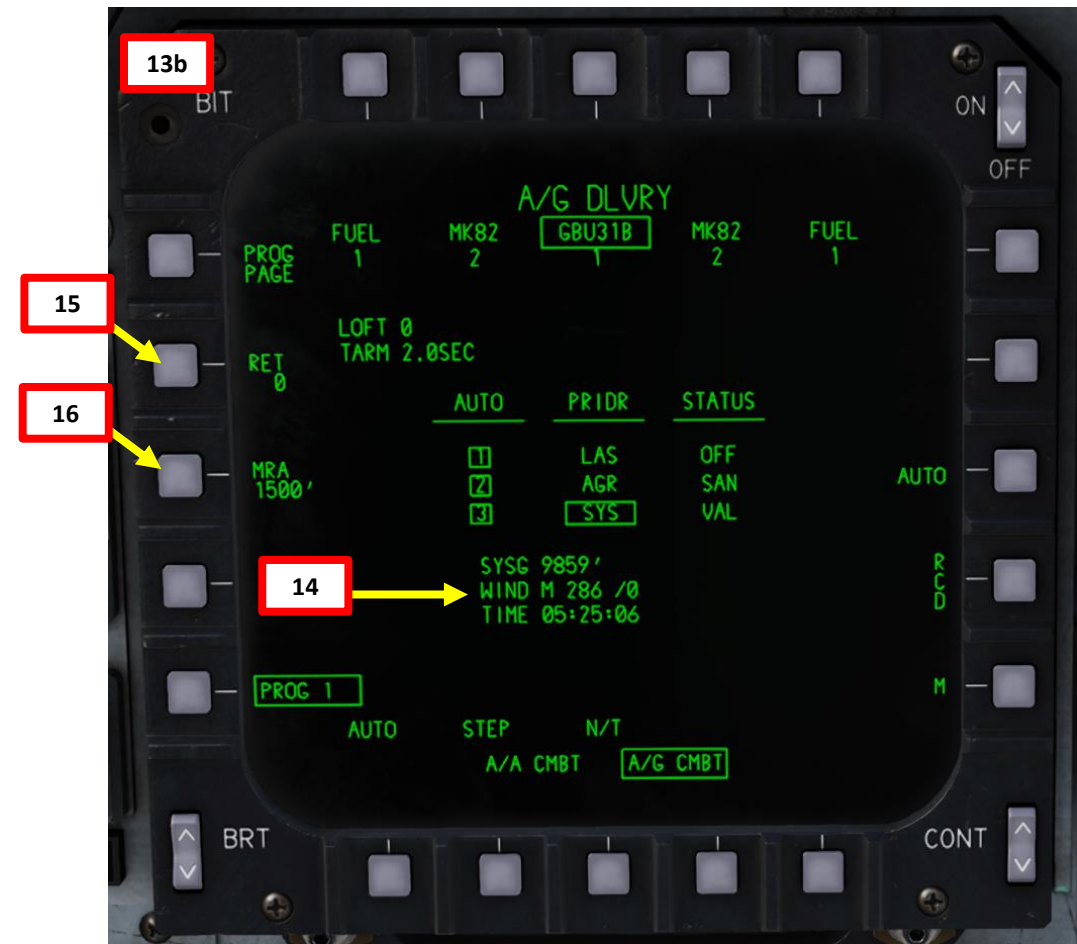 13b
BIT
ON
OFF
A/G DLVRY
FUEL MK82 GBU31B MK82 FUEL
1 2 1 2 1
PROG
PAGE
15
LOFT 0
TARM 2.0SEC
RET
0
16
AUTO PRIDR STATUS
1 LAS OFF
2 AGR SAN
3 SYS VAL
MRA
1500'
AUTO
14
SYSG 9859'
WIND M 286 /0
TIME 05:25:06
RCD
PROG 1
M
AUTO STEP N/T
A/A CMBT A/G CMBT
BRT
CONT